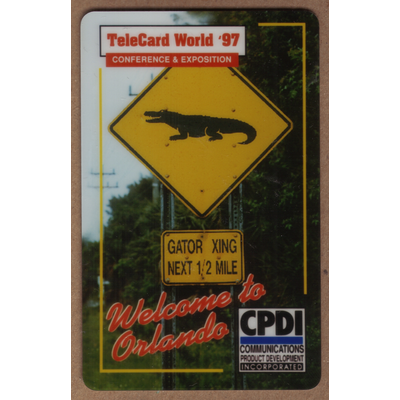 TeleCard World '97
CONFERENCE & EXPOSITION
GATOR XING
NEXT 1/2 MILE
Welcome to
Orlando
CPDI
COMMUNICATIONS
PRODUCT DEVELOPMENT
INCORPORATED